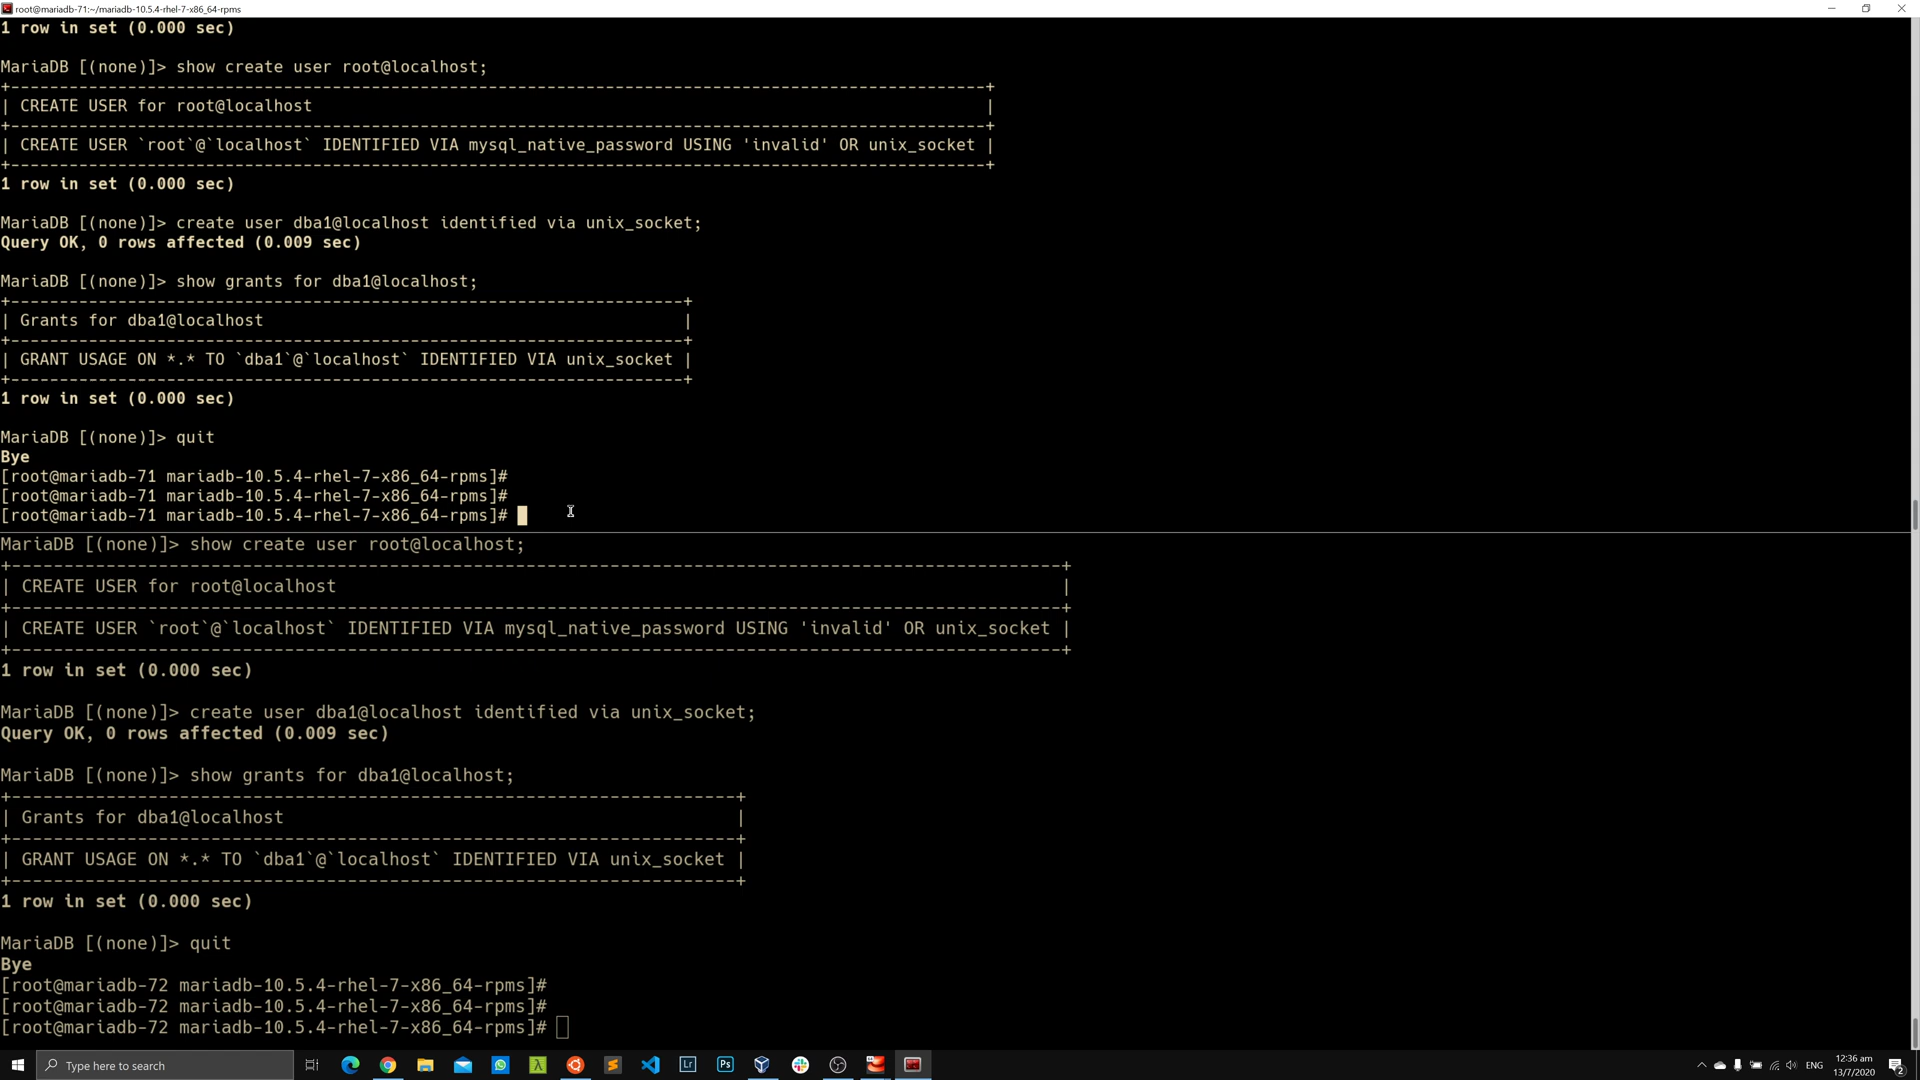 root@mariadb-71:~/mariadb-10.5.4-rhel-7-x86_64-rpms
1 row in set (0.000 sec)
MariaDB [(none)]> show create user root@localhost;
+---------------------------------------------------------------------------------------------------+
| CREATE USER for root@localhost |
+---------------------------------------------------------------------------------------------------+
| CREATE USER `root`@`localhost` IDENTIFIED VIA mysql_native_password USING 'invalid' OR unix_socket |
+---------------------------------------------------------------------------------------------------+
1 row in set (0.000 sec)
MariaDB [(none)]> create user dba1@localhost identified via unix_socket;
Query OK, 0 rows affected (0.009 sec)
MariaDB [(none)]> show grants for dba1@localhost;
+---------------------------------------------------------------------+
| Grants for dba1@localhost |
+---------------------------------------------------------------------+
| GRANT USAGE ON *.* TO `dba1`@`localhost` IDENTIFIED VIA unix_socket |
+---------------------------------------------------------------------+
1 row in set (0.000 sec)
MariaDB [(none)]> quit
Bye
[root@mariadb-71 mariadb-10.5.4-rhel-7-x86_64-rpms]#
[root@mariadb-71 mariadb-10.5.4-rhel-7-x86_64-rpms]#
[root@mariadb-71 mariadb-10.5.4-rhel-7-x86_64-rpms]#
MariaDB [(none)]> show create user root@localhost;
+---------------------------------------------------------------------------------------------------+
| CREATE USER for root@localhost |
+---------------------------------------------------------------------------------------------------+
| CREATE USER `root`@`localhost` IDENTIFIED VIA mysql_native_password USING 'invalid' OR unix_socket |
+---------------------------------------------------------------------------------------------------+
1 row in set (0.000 sec)
MariaDB [(none)]> create user dba1@localhost identified via unix_socket;
Query OK, 0 rows affected (0.009 sec)
MariaDB [(none)]> show grants for dba1@localhost;
+---------------------------------------------------------------------+
| Grants for dba1@localhost |
+---------------------------------------------------------------------+
| GRANT USAGE ON *.* TO `dba1`@`localhost` IDENTIFIED VIA unix_socket |
+---------------------------------------------------------------------+
1 row in set (0.000 sec)
MariaDB [(none)]> quit
Bye
[root@mariadb-72 mariadb-10.5.4-rhel-7-x86_64-rpms]#
[root@mariadb-72 mariadb-10.5.4-rhel-7-x86_64-rpms]#
[root@mariadb-72 mariadb-10.5.4-rhel-7-x86_64-rpms]#
Type here to search
Lr
Ps
ENG
12:36 am
13/7/2020
2